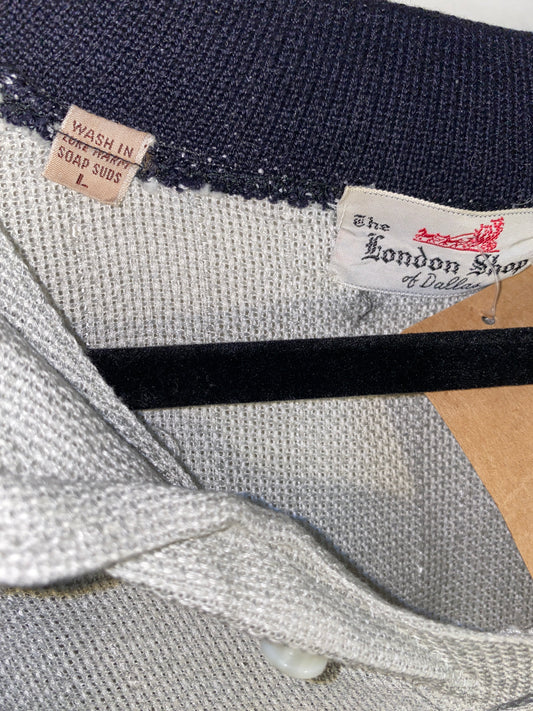 WASH IN
LUKE WARM
SOAP SUDS
L
The
London Shop
of Dallas